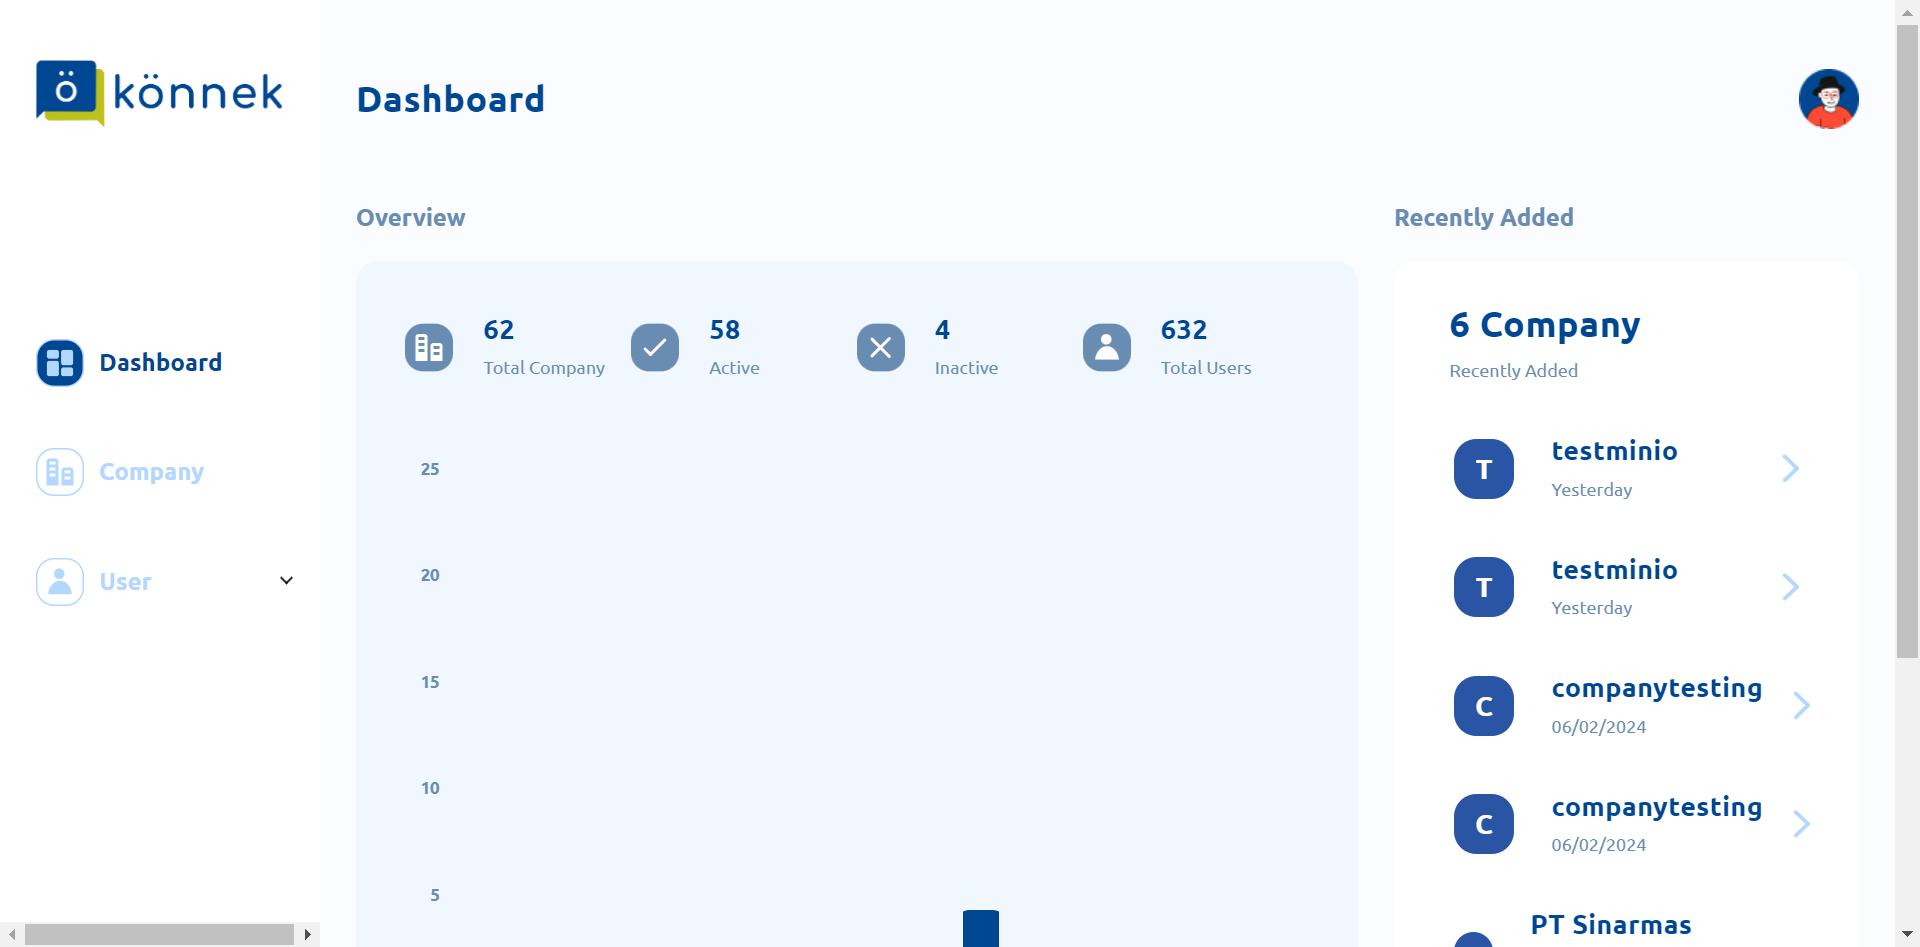 ö könnek
Dashboard
Dashboard
Company
User
Overview
62
Total Company
58
Active
4
Inactive
632
Total Users
25
20
15
10
5
Recently Added
6 Company
Recently Added
T
testminio
Yesterday
T
testminio
Yesterday
C
companytesting
06/02/2024
C
companytesting
06/02/2024
PT Sinarmas